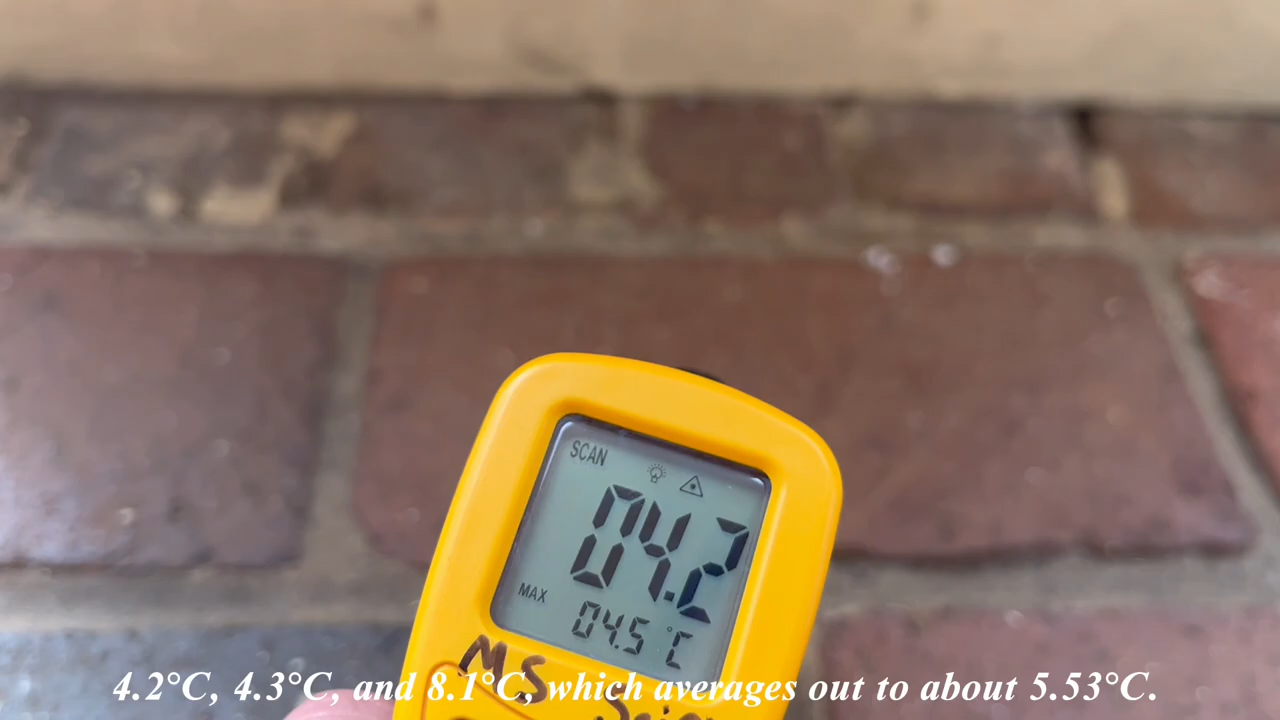 SCAN
04.2
MAX
04.5 °C
M.S.
4.2°C, 4.3°C, and 8.1°C, which averages out to about 5.53°C.